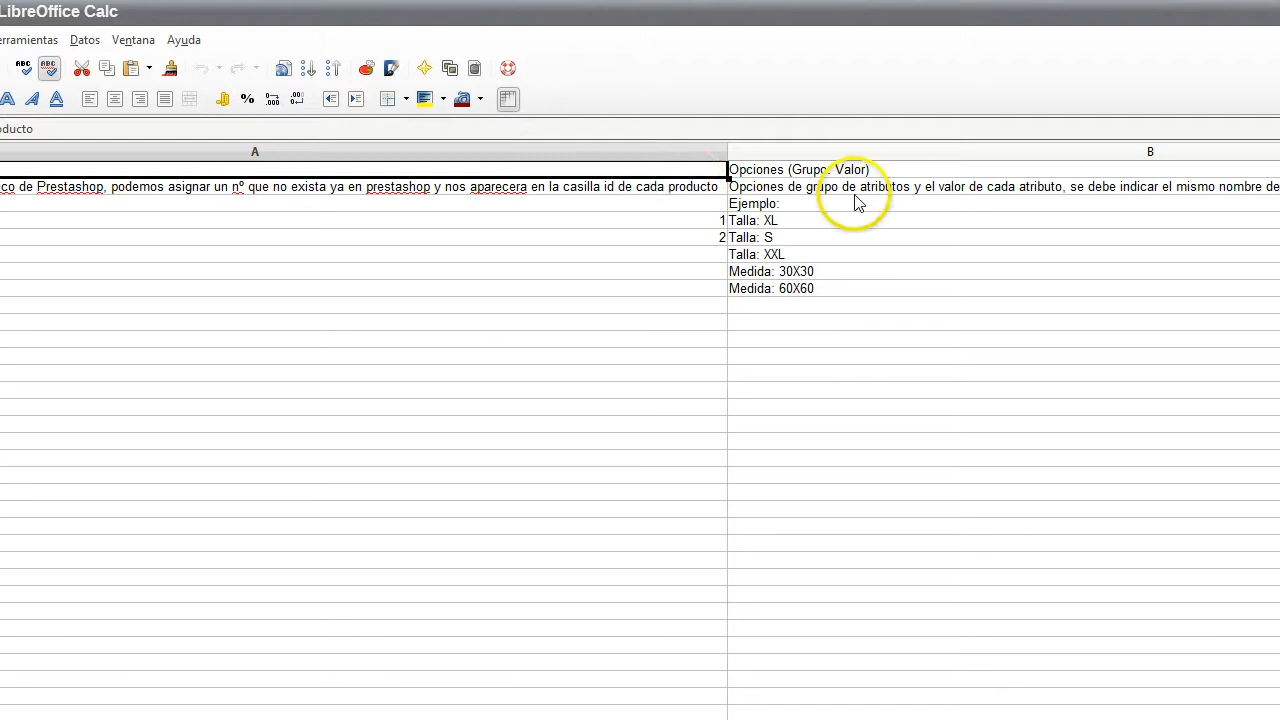 LibreOffice Calc
erramientas Datos Ventana Ayuda
ABC ABC
A A A %
oducto
A B
Opciones (Grupo: Valor)
co de Prestashop, podemos asignar un nº que no exista ya en prestashop y nos aparecera en la casilla id de cada producto Opciones de grupo de atributos y el valor de cada atributo, se debe indicar el mismo nombre de
Ejemplo:
1 Talla: XL
2 Talla: S
Talla: XXL
Medida: 30X30
Medida: 60X60